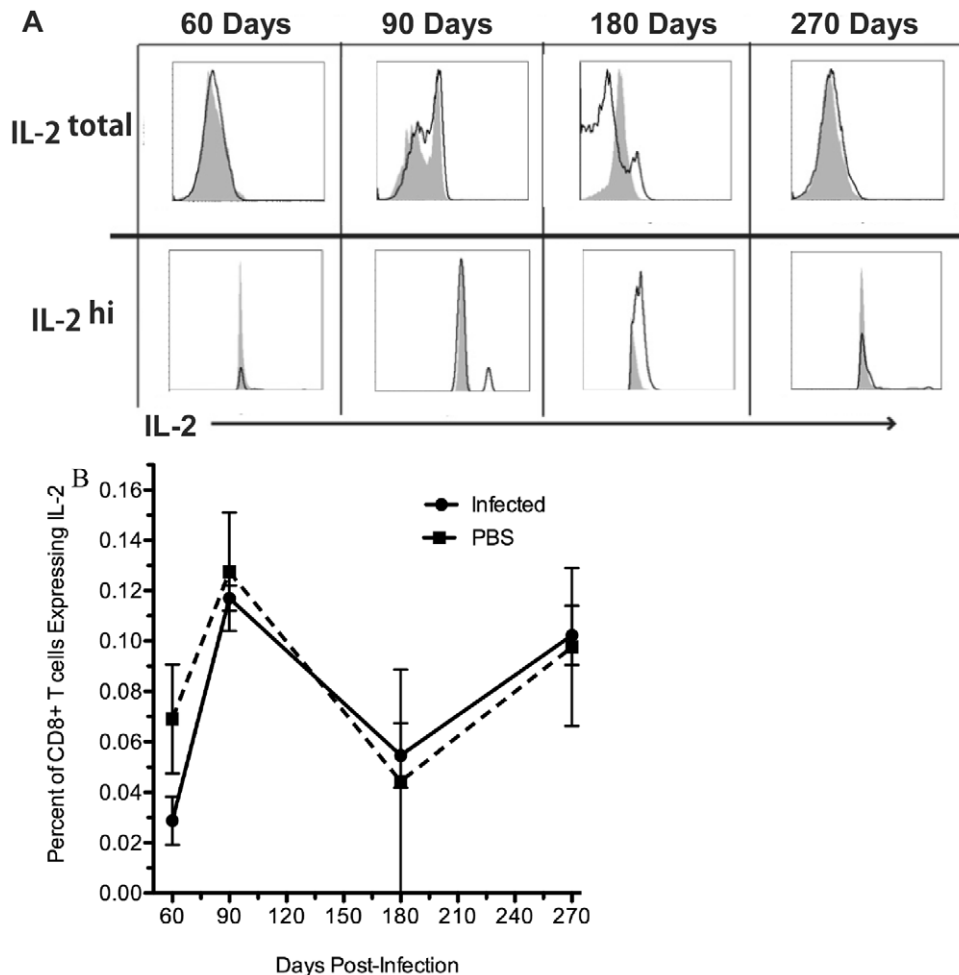 A
60 Days 90 Days 180 Days 270 Days
IL-2 total
IL-2 hi
IL-2
B
Percent of CD8+ T cells Expressing IL-2
0.16
0.14
0.12
0.10
0.08
0.06
0.04
0.02
0.00
Infected
PBS
60 90 120 150 180 210 240 270
Days Post-Infection